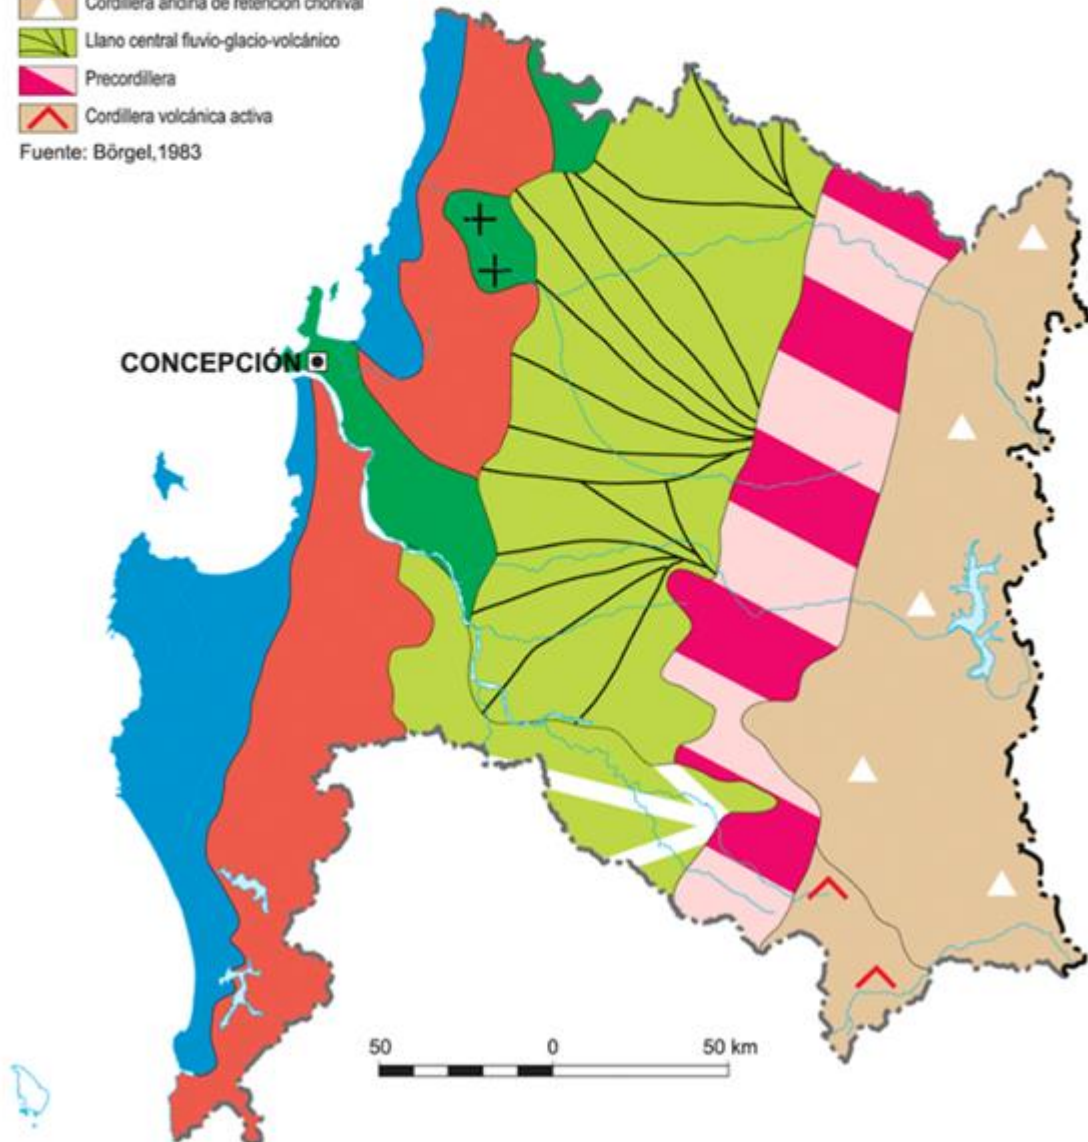 Cordillera andina de retención crionival
Llano central fluvio-glacio-volcánico
Precordillera
Cordillera volcánica activa
Fuente: Börgel,1983
CONCEPCIÓN
50 0 50 km